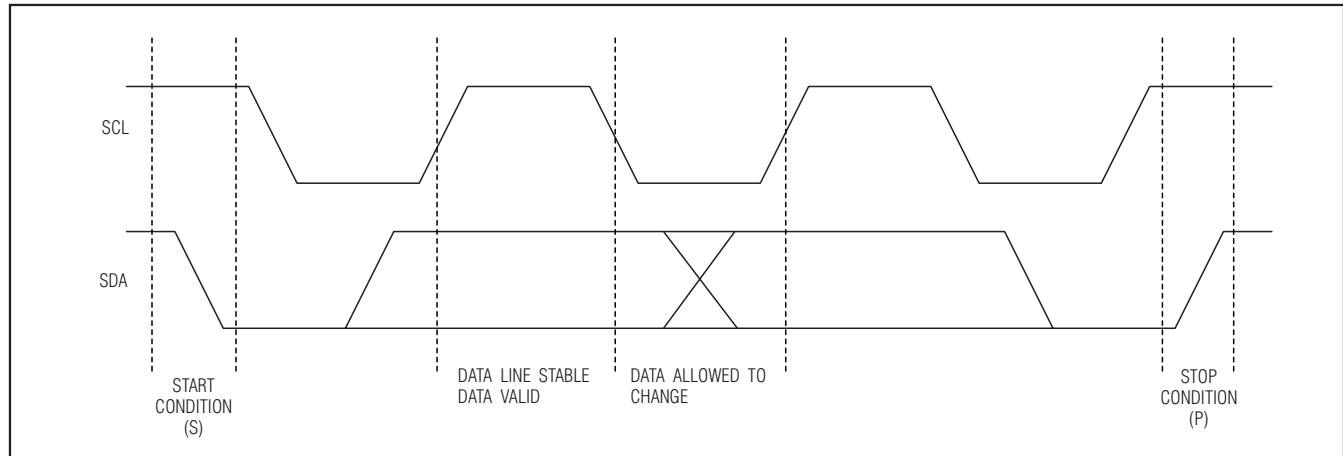 SCL
SDA
START
CONDITION
(S)
DATA LINE STABLE
DATA VALID
DATA ALLOWED TO
CHANGE
STOP
CONDITION
(P)